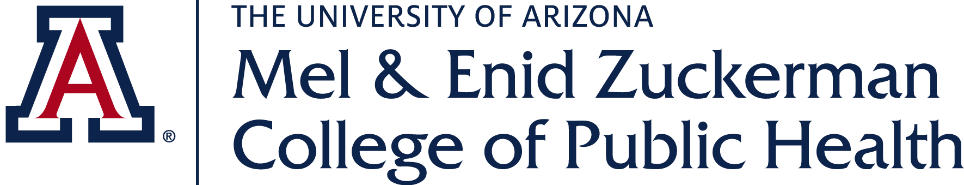 A®
THE UNIVERSITY OF ARIZONA
Mel & Enid Zuckerman
College of Public Health